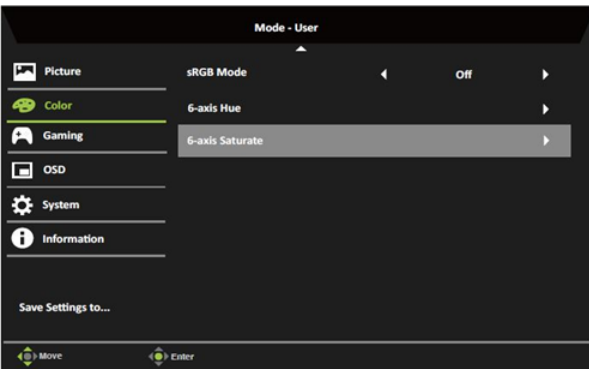 Mode - User
Picture
sRGB Mode
Off
Color
6-axis Hue
Gaming
6-axis Saturate
OSD
System
Information
Save Settings to...
Move
Enter